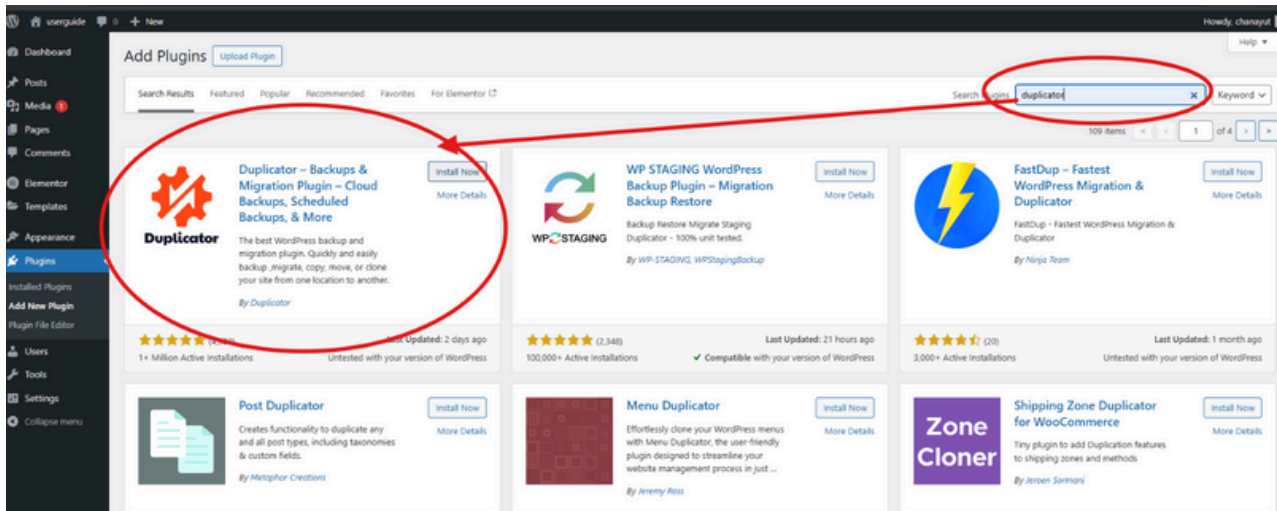 userguide 0 + New
Howdy, chanayut
Help
Dashboard
Posts
Media 1
Pages
Comments
Elementor
Templates
Appearance
Plugins
Installed Plugins
Add New Plugin
Plugin File Editor
Users
Tools
Settings
Collapse menu
Add Plugins Upload Plugin
Search Results Featured Popular Recommended Favorites For Elementor
Search Plugins duplicator × Keyword
109 items « ‹ 1 of 4 › »
Duplicator
Duplicator – Backups &
Migration Plugin – Cloud
Backups, Scheduled
Backups, & More
Install Now
More Details
The best WordPress backup and
migration plugin. Quickly and easily
backup ,migrate, copy, move, or clone
your site from one location to another.
By Duplicator
Last Updated: 2 days ago
1+ Million Active Installations
Untested with your version of WordPress
WP STAGING
WP STAGING WordPress
Backup Plugin – Migration
Backup Restore
Install Now
More Details
Backup Restore Migrate Staging
Duplicator - 100% unit tested.
By WP-STAGING, WPStagingBackup
(2,348)
Last Updated: 21 hours ago
100,000+ Active Installations
✔ Compatible with your version of WordPress
FastDup – Fastest
WordPress Migration &
Duplicator
Install Now
More Details
FastDup - Fastest WordPress Migration &
Duplicator
By Ninja Team
(20)
Last Updated: 1 month ago
3,000+ Active Installations
Untested with your version of WordPress
Post Duplicator
Install Now
More Details
Creates functionality to duplicate any
and all post types, including taxonomies
& custom fields.
By Metaphor Creations
Menu Duplicator
Install Now
More Details
Effortlessly clone your WordPress menus
with Menu Duplicator, the user-friendly
plugin designed to streamline your
website management process in just ...
By Jeremy Ross
Zone
Cloner
Shipping Zone Duplicator
for WooCommerce
Install Now
More Details
Tiny plugin to add Duplication features
to shipping zones and methods
By Jeroen Sormani